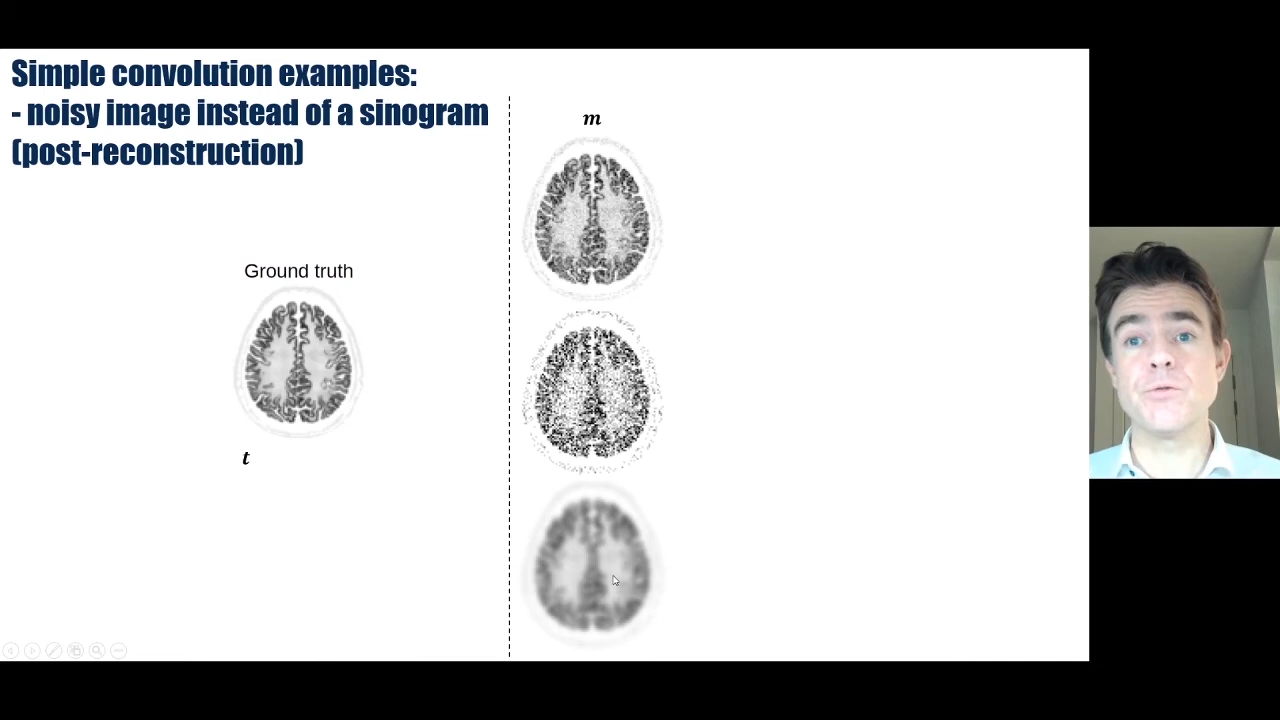 Simple convolution examples:
- noisy image instead of a sinogram
(post-reconstruction)
m
Ground truth
t